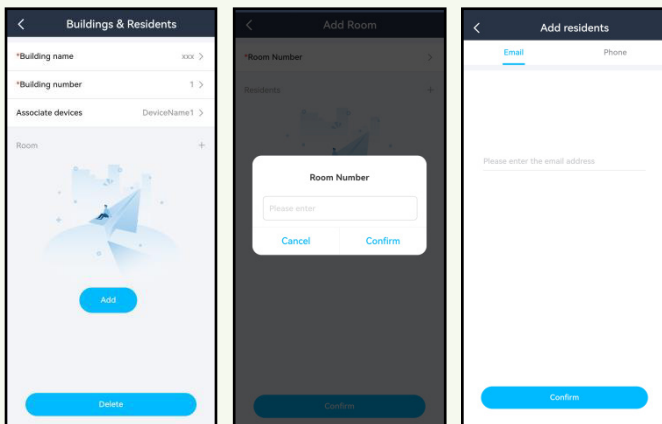 Buildings & Residents
*Building name xxx >
*Building number 1 >
Associate devices DeviceName1 >
Room +
Add
Delete
Add Room
*Room Number >
Residents +
Room Number
Please enter
Cancel Confirm
Confirm
Add residents
Email Phone
Please enter the email address
Confirm